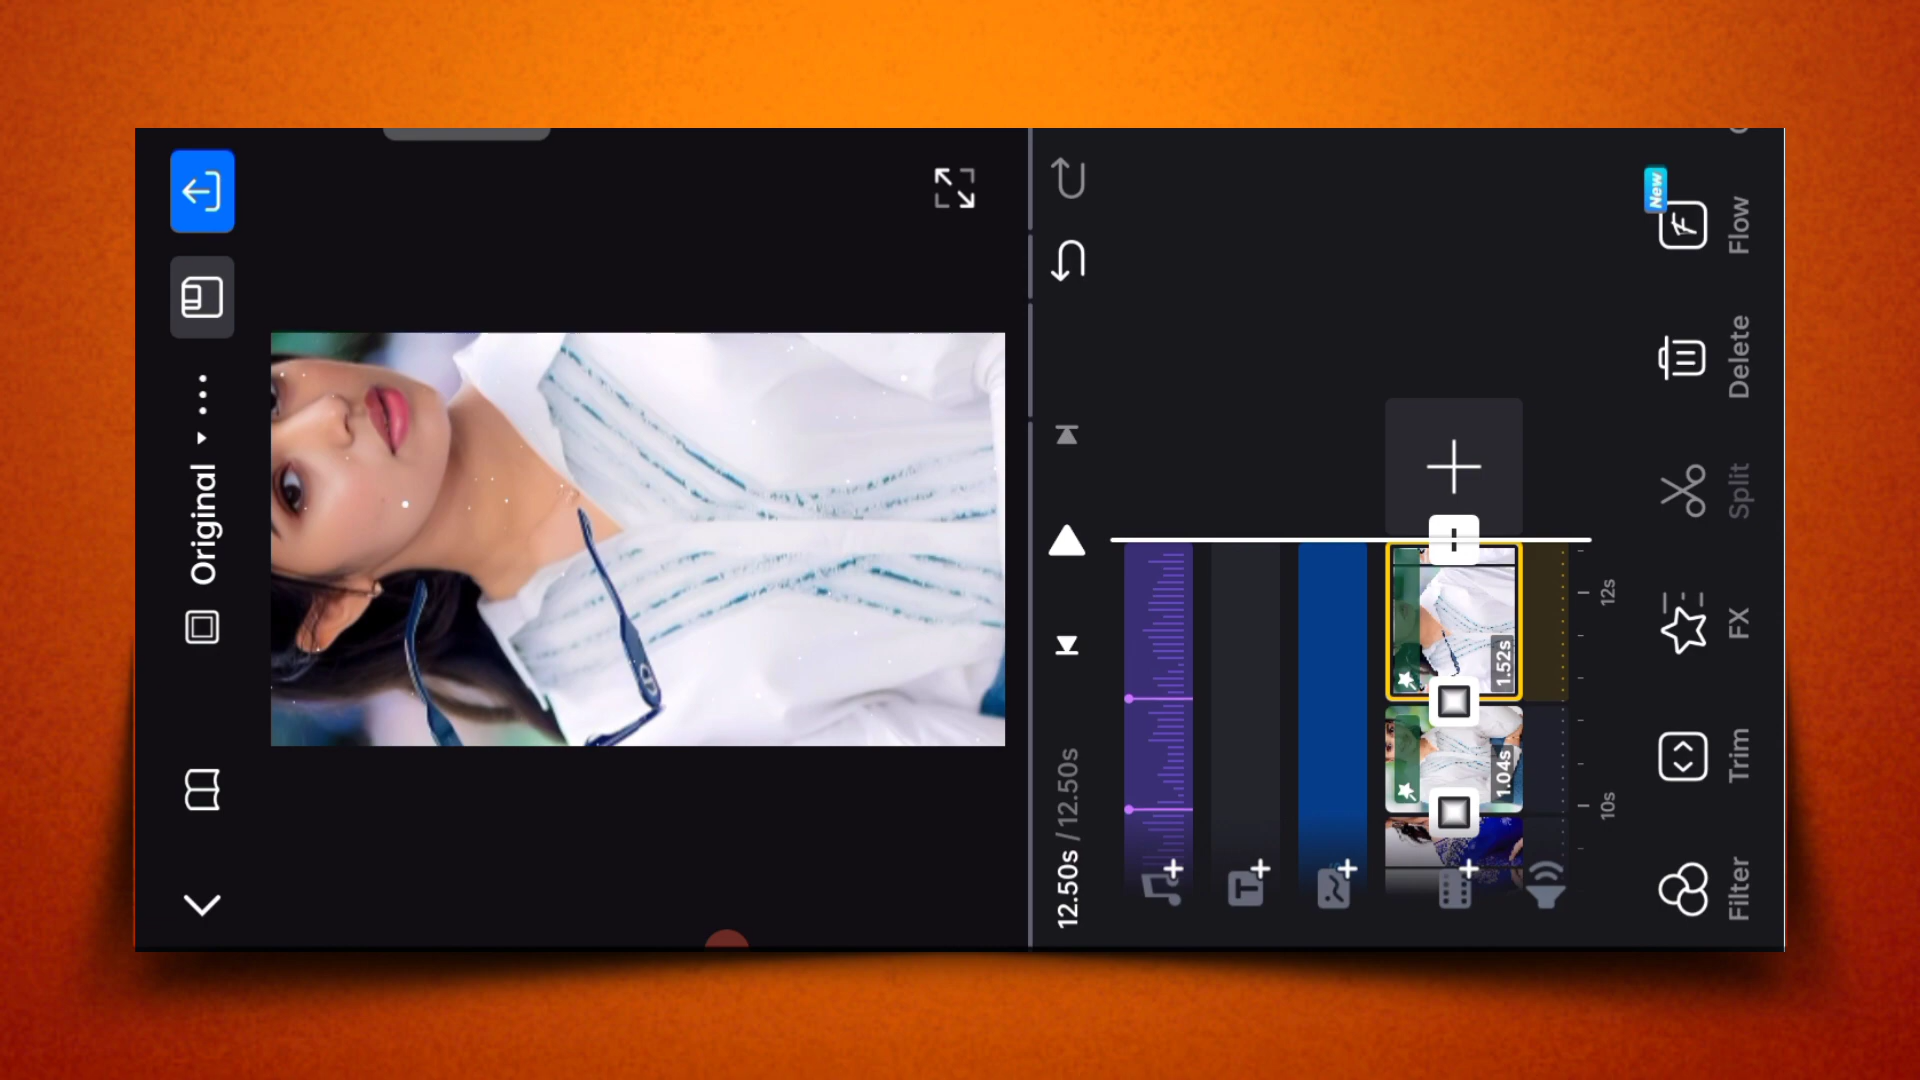 Original
12.50s / 12.50s
1.04s
1.52s
10s
12s
Filter
Trim
FX
Split
Delete
Flow
New
T